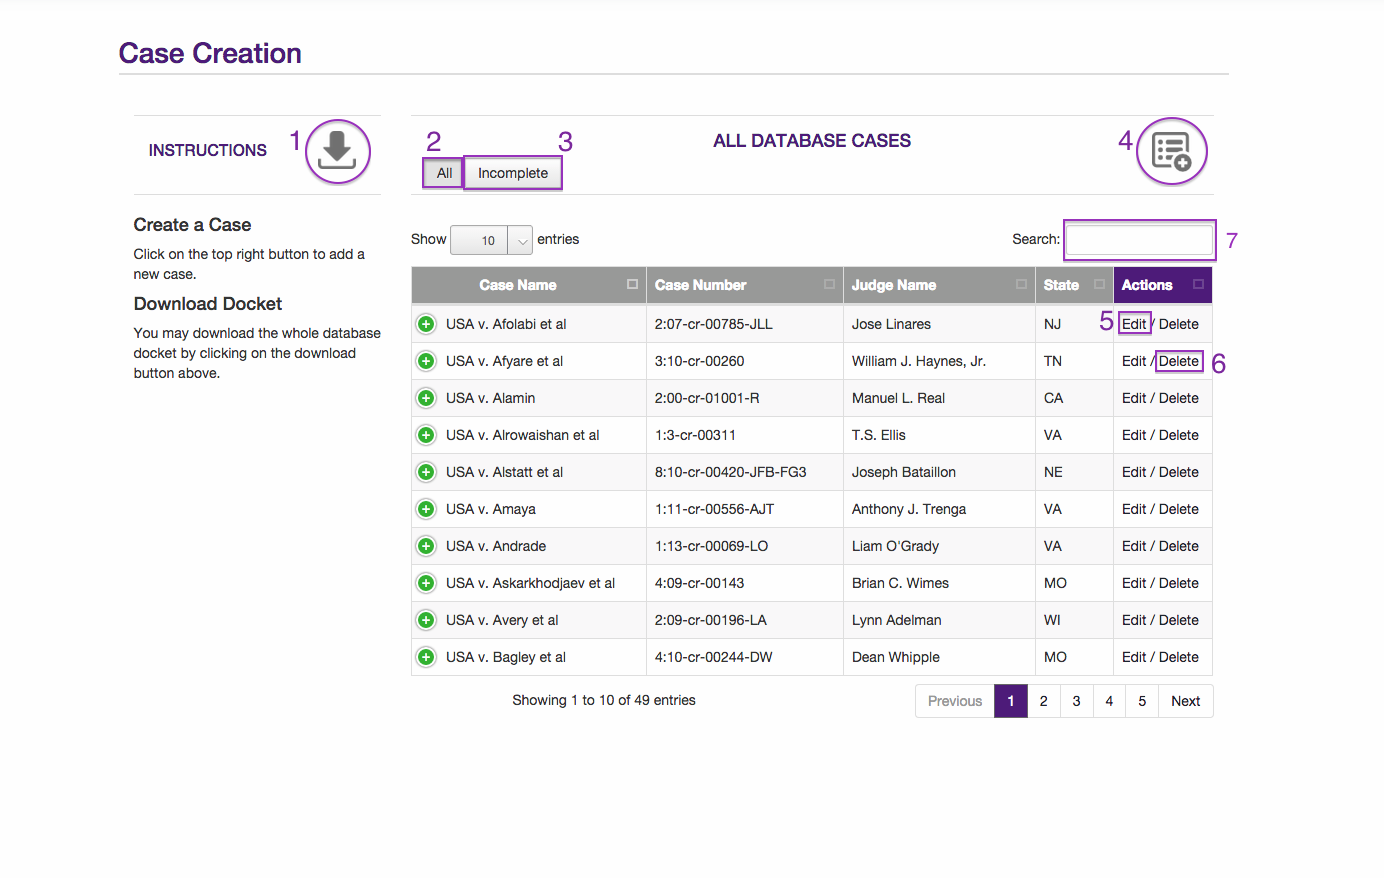 Case Creation
INSTRUCTIONS 1
2 3
All Incomplete
ALL DATABASE CASES
4
Create a Case
Click on the top right button to add a
new case.
Download Docket
You may download the whole database
docket by clicking on the download
button above.
Show 10 entries
Search: 7
Case Name Case Number Judge Name State Actions
USA v. Afolabi et al 2:07-cr-00785-JLL Jose Linares NJ 5 Edit / Delete
USA v. Afyare et al 3:10-cr-00260 William J. Haynes, Jr. TN Edit / Delete 6
USA v. Alamin 2:00-cr-01001-R Manuel L. Real CA Edit / Delete
USA v. Alrowaishan et al 1:3-cr-00311 T.S. Ellis VA Edit / Delete
USA v. Alstatt et al 8:10-cr-00420-JFB-FG3 Joseph Bataillon NE Edit / Delete
USA v. Amaya 1:11-cr-00556-AJT Anthony J. Trenga VA Edit / Delete
USA v. Andrade 1:13-cr-00069-LO Liam O'Grady VA Edit / Delete
USA v. Askarkhodjaev et al 4:09-cr-00143 Brian C. Wimes MO Edit / Delete
USA v. Avery et al 2:09-cr-00196-LA Lynn Adelman WI Edit / Delete
USA v. Bagley et al 4:10-cr-00244-DW Dean Whipple MO Edit / Delete
Showing 1 to 10 of 49 entries
Previous 1 2 3 4 5 Next